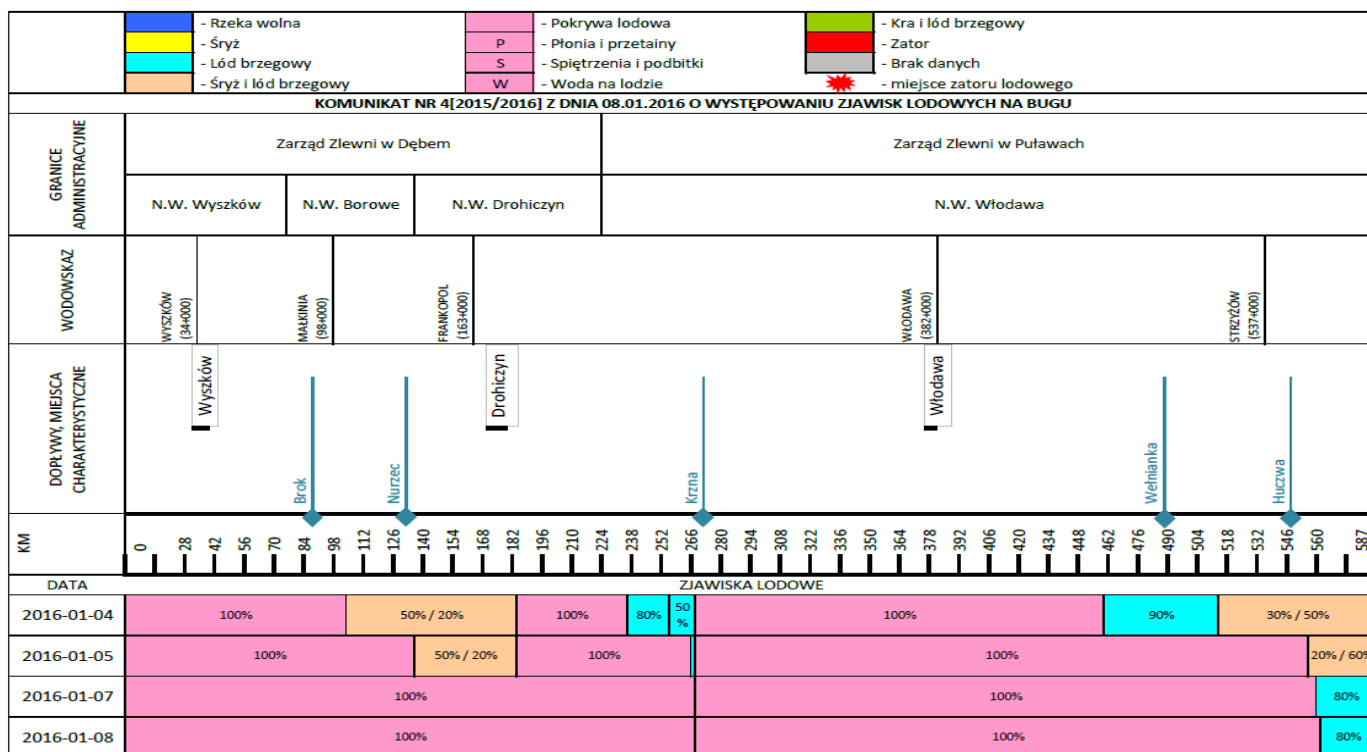 - Rzeka wolna
- Śryż
- Lód brzegowy
- Śryż i lód brzegowy
- Pokrywa lodowa
P - Płonia i przetainy
S - Spiętrzenia i podbitki
W - Woda na lodzie
- Kra i lód brzegowy
- Zator
- Brak danych
- miejsce zatoru lodowego
KOMUNIKAT NR 4[2015/2016] Z DNIA 08.01.2016 O WYSTĘPOWANIU ZJAWISK LODOWYCH NA BUGU
GRANICE
ADMINISTRACYJNE
Zarząd Zlewni w Dębem
Zarząd Zlewni w Puławach
N.W. Wyszków
N.W. Borowe
N.W. Drohiczyn
N.W. Włodawa
WODOWSKAZ
WYSZKÓW
(34+000)
MAŁKINIA
(98+000)
FRANKOPOL
(163+000)
WŁODAWA
(382+000)
STRZYŻÓW
(537+000)
DOPŁYWY, MIEJSCA
CHARAKTERYSTYCZNE
Wyszków
Brok
Nurzec
Drohiczyn
Krzna
Włodawa
Wełnianka
Huczwa
KM
0 28 42 56 70 84 98 112 126 140 154 168 182 196 210 224 238 252 266 280 294 308 322 336 350 364 378 392 406 420 434 448 462 476 490 504 518 532 546 560 587
DATA ZJAWISKA LODOWE
2016-01-04 100% 50% / 20% 100% 80% 50 % 100% 90% 30% / 50%
2016-01-05 100% 50% / 20% 100% 100% 20% / 60%
2016-01-07 100% 100% 80%
2016-01-08 100% 100% 80%